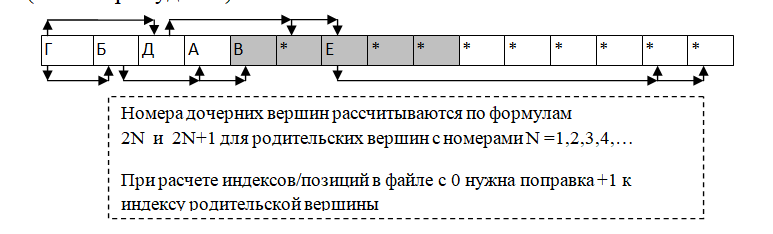 Г Б Д А В * Е * * * * * * * *
Номера дочерних вершин рассчитываются по формулам
2N и 2N+1 для родительских вершин с номерами N =1,2,3,4,…
При расчете индексов/позиций в файле с 0 нужна поправка +1 к
индексу родительской вершины